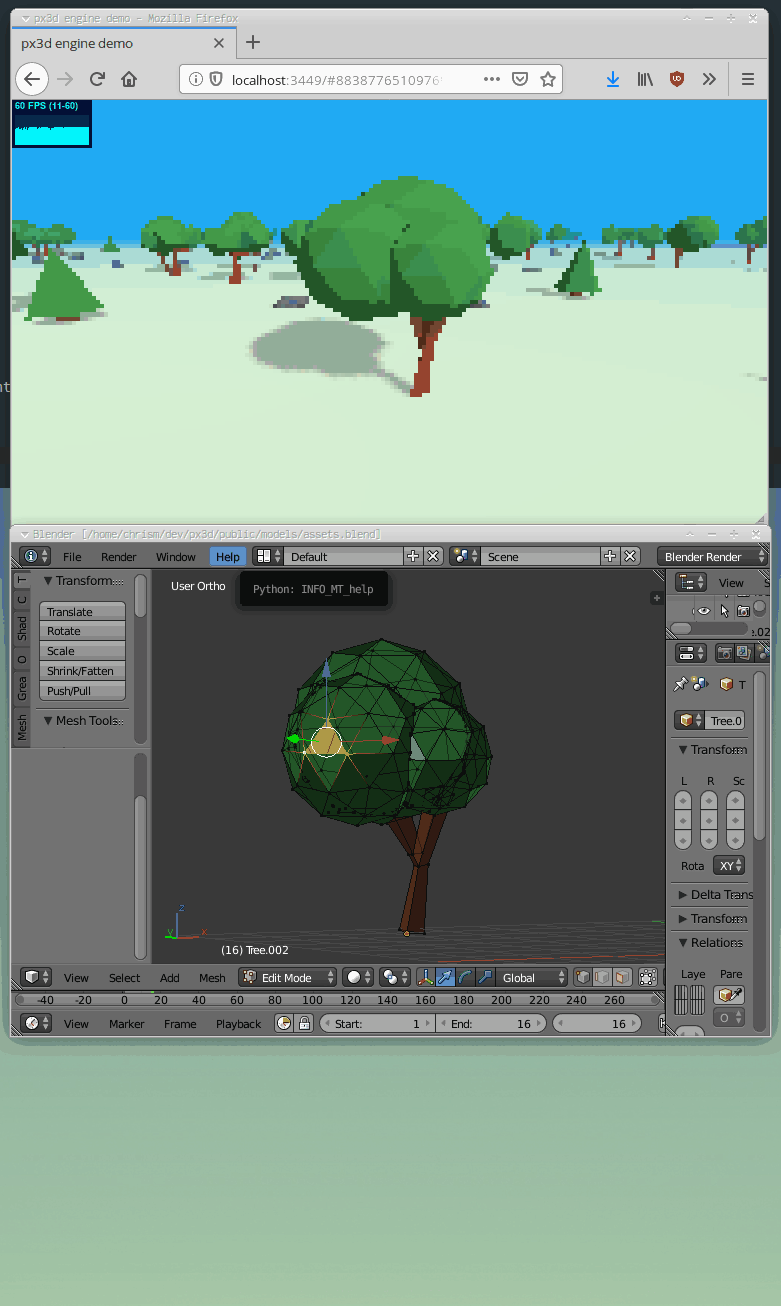 px3d engine demo - Mozilla Firefox
px3d engine demo
localhost:3449/#8838776510976
60 FPS (11-60)
Blender [/home/chrism/dev/px3d/public/models/assets.blend]
File Render Window Help Default Scene Blender Render
Transform
User Ortho
Python: INFO_MT_help
View S
Translate
Rotate
Scale
Shrink/Fatten
Push/Pull
Mesh Tools
T
C
Shad
O
Grea
Mesh
T
Tree.0
Transform
L R Sc
Rota XY
Delta Trans
Transform
Relations
Laye Pare
O
z
y x
(16) Tree.002
View Select Add Mesh Edit Mode Global
-40 -20 0 20 40 60 80 100 120 140 160 180 200 220 240 260
View Marker Frame Playback Start: 1 End: 16 16